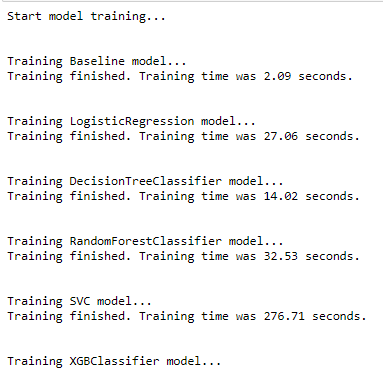 Start model training...
Training Baseline model...
Training finished. Training time was 2.09 seconds.
Training LogisticRegression model...
Training finished. Training time was 27.06 seconds.
Training DecisionTreeClassifier model...
Training finished. Training time was 14.02 seconds.
Training RandomForestClassifier model...
Training finished. Training time was 32.53 seconds.
Training SVC model...
Training finished. Training time was 276.71 seconds.
Training XGBClassifier model...